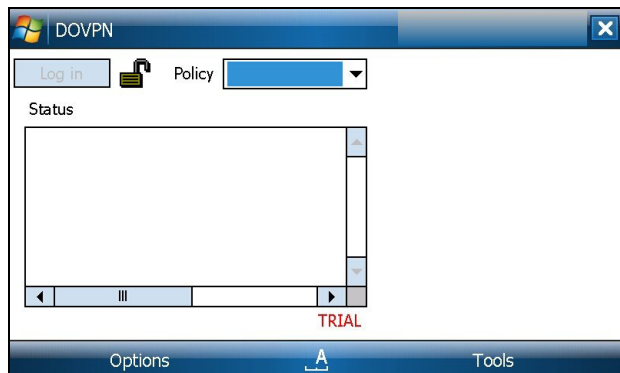 DOVPN
Log in Policy
Status
TRIAL
Options A Tools